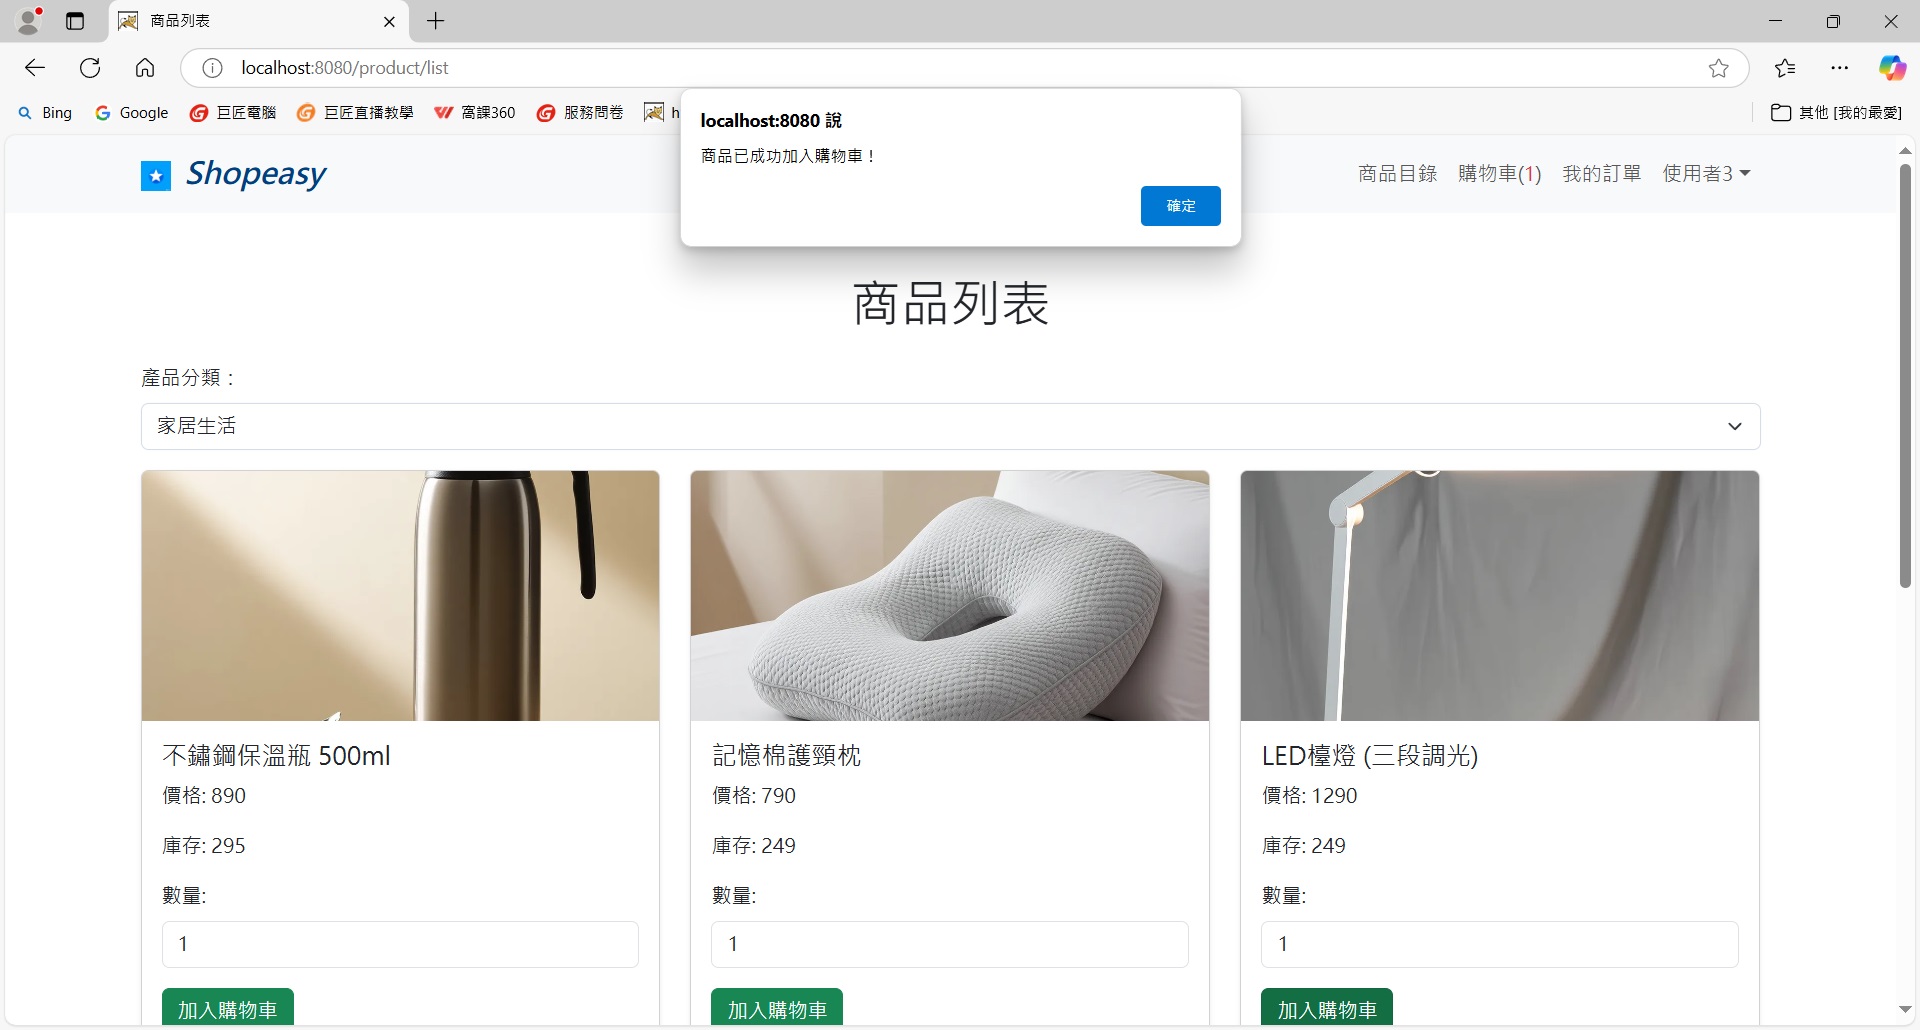 商品列表
localhost:8080/product/list
Bing
Google
巨匠電腦
巨匠直播教學
窩課360
服務問卷
h
其他 [我的最愛]
localhost:8080 說
商品已成功加入購物車！
確定
Shopeasy
商品目錄
購物車(1)
我的訂單
使用者3
商品列表
產品分類：
家居生活
不鏽鋼保溫瓶 500ml
價格: 890
庫存: 295
數量:
1
加入購物車
記憶棉護頸枕
價格: 790
庫存: 249
數量:
1
加入購物車
LED檯燈 (三段調光)
價格: 1290
庫存: 249
數量:
1
加入購物車